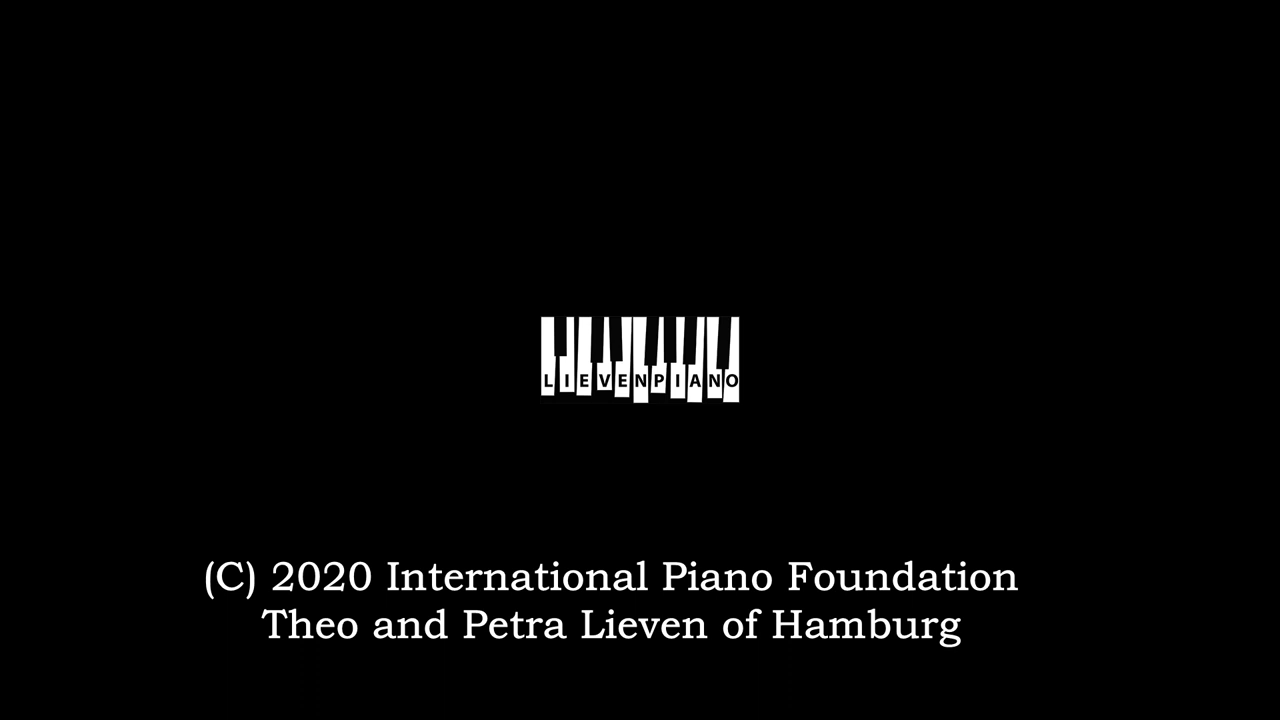 LIEVENPIANO
(C) 2020 International Piano Foundation
Theo and Petra Lieven of Hamburg